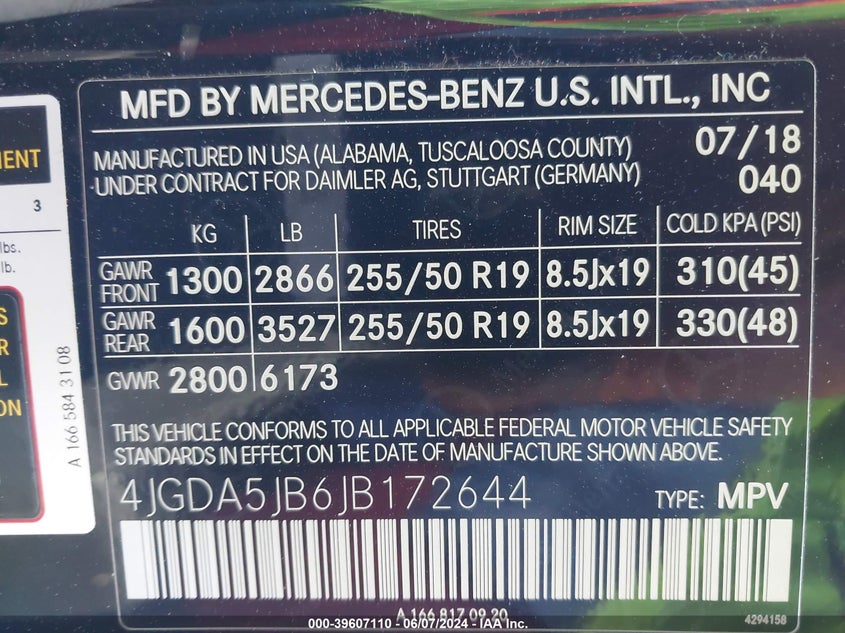 MFD BY MERCEDES-BENZ U.S. INTL., INC
MANUFACTURED IN USA (ALABAMA, TUSCALOOSA COUNTY) 07/18
UNDER CONTRACT FOR DAIMLER AG, STUTTGART (GERMANY) 040
KG LB TIRES RIM SIZE COLD KPA (PSI)
GAWR FRONT 1300 2866 255/50 R19 8.5Jx19 310(45)
GAWR REAR 1600 3527 255/50 R19 8.5Jx19 330(48)
GVWR 2800 6173
THIS VEHICLE CONFORMS TO ALL APPLICABLE FEDERAL MOTOR VEHICLE SAFETY
STANDARDS IN EFFECT ON THE DATE OF MANUFACTURE SHOWN ABOVE.
4JGDA5JB6JB172644 TYPE: MPV
A 166 817 09 20
4294158
3
lbs.
lb.
A 166 584 31 08
000-39607110 - 06/07/2024 - IAA Inc.